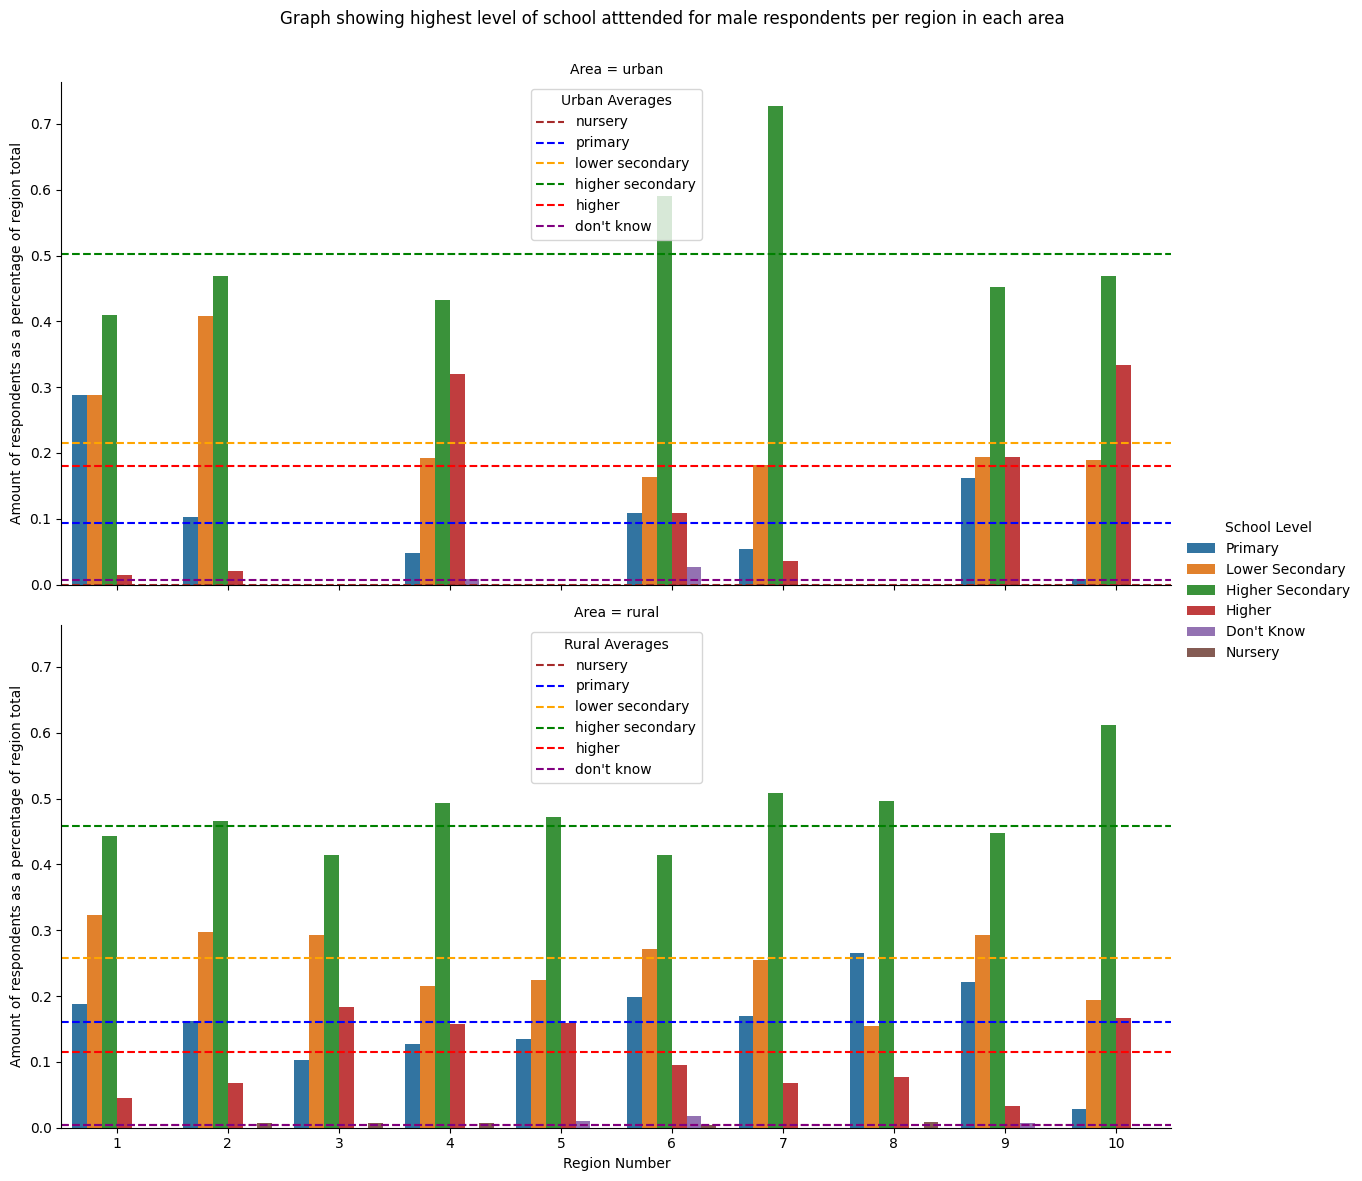 Graph showing highest level of school atttended for male respondents per region in each area
Area = urban
Amount of respondents as a percentage of region total
0.7
0.6
0.5
0.4
0.3
0.2
0.1
0.0
Urban Averages
nursery
primary
lower secondary
higher secondary
higher
don't know
School Level
Primary
Lower Secondary
Higher Secondary
Higher
Don't Know
Nursery
Area = rural
Amount of respondents as a percentage of region total
0.7
0.6
0.5
0.4
0.3
0.2
0.1
0.0
Rural Averages
nursery
primary
lower secondary
higher secondary
higher
don't know
1 2 3 4 5 6 7 8 9 10
Region Number